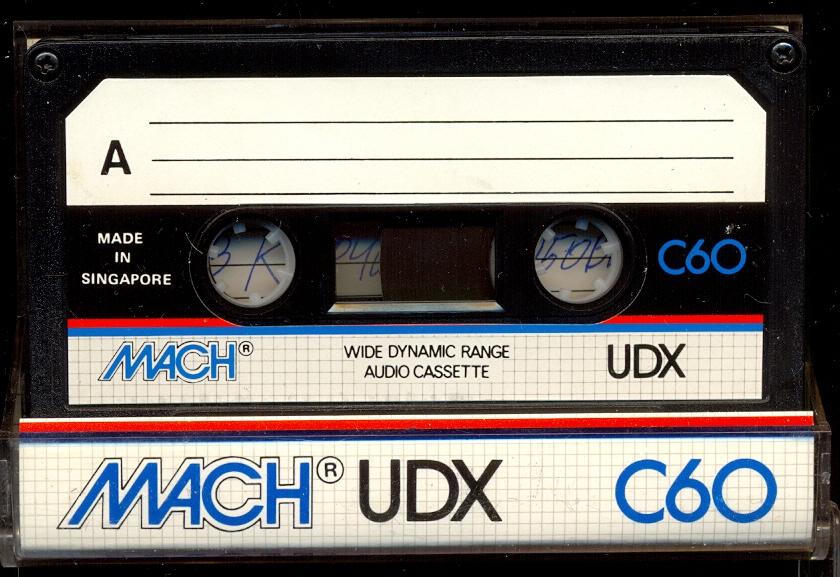 A
MADE
IN
SINGAPORE
C60
MACH®
WIDE DYNAMIC RANGE
AUDIO CASSETTE
UDX
MACH® UDX C60